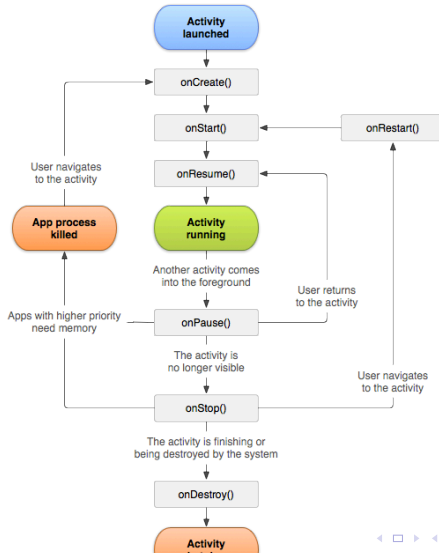 Activity
launched
onCreate()
onStart()
onRestart()
User navigates
to the activity
onResume()
App process
killed
Activity
running
Another activity comes
into the foreground
User returns
to the activity
Apps with higher priority
need memory
onPause()
The activity is
no longer visible
User navigates
to the activity
onStop()
The activity is finishing or
being destroyed by the system
onDestroy()
Activity